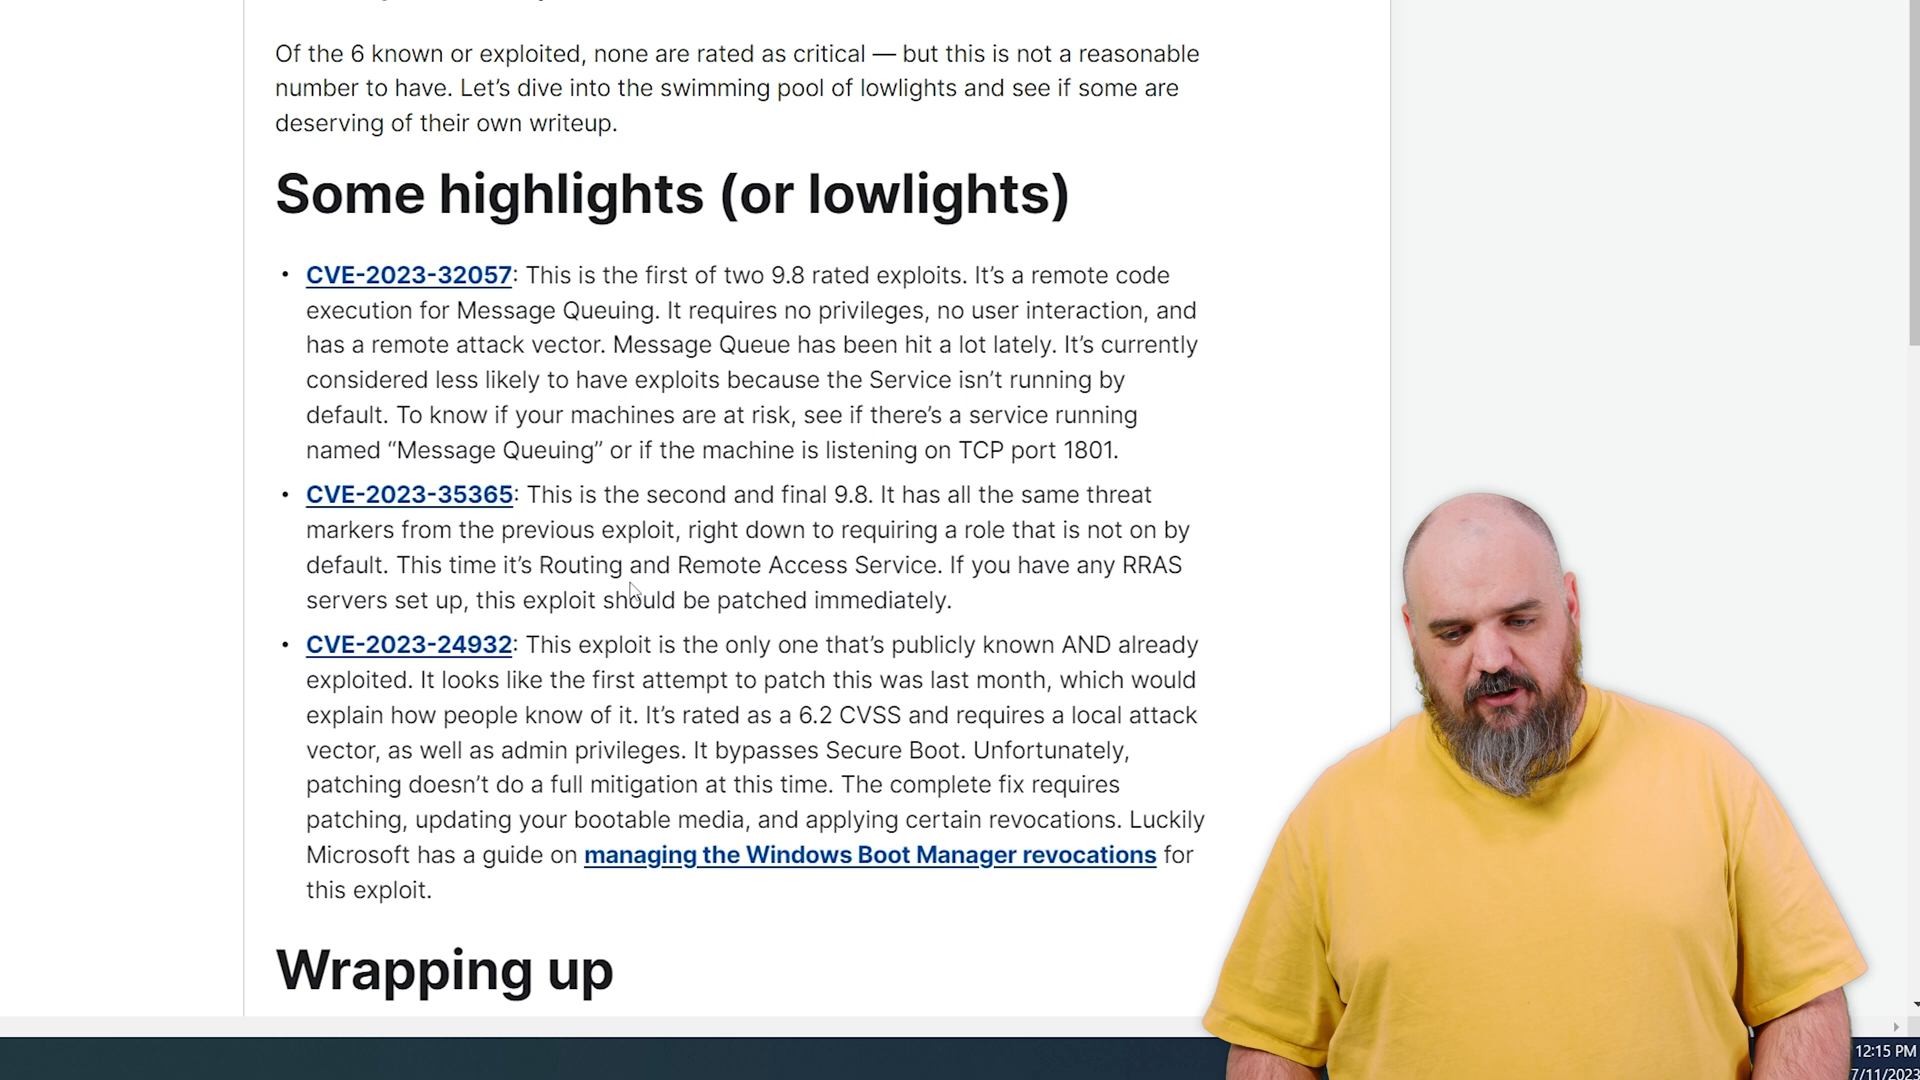 Of the 6 known or exploited, none are rated as critical — but this is not a reasonable
number to have. Let's dive into the swimming pool of lowlights and see if some are
deserving of their own writeup.
Some highlights (or lowlights)
• CVE-2023-32057: This is the first of two 9.8 rated exploits. It's a remote code
execution for Message Queuing. It requires no privileges, no user interaction, and
has a remote attack vector. Message Queue has been hit a lot lately. It's currently
considered less likely to have exploits because the Service isn't running by
default. To know if your machines are at risk, see if there's a service running
named “Message Queuing” or if the machine is listening on TCP port 1801.
• CVE-2023-35365: This is the second and final 9.8. It has all the same threat
markers from the previous exploit, right down to requiring a role that is not on by
default. This time it's Routing and Remote Access Service. If you have any RRAS
servers set up, this exploit should be patched immediately.
• CVE-2023-24932: This exploit is the only one that's publicly known AND already
exploited. It looks like the first attempt to patch this was last month, which would
explain how people know of it. It's rated as a 6.2 CVSS and requires a local attack
vector, as well as admin privileges. It bypasses Secure Boot. Unfortunately,
patching doesn't do a full mitigation at this time. The complete fix requires
patching, updating your bootable media, and applying certain revocations. Luckily
Microsoft has a guide on managing the Windows Boot Manager revocations for
this exploit.
Wrapping up
12:15 PM
7/11/2023